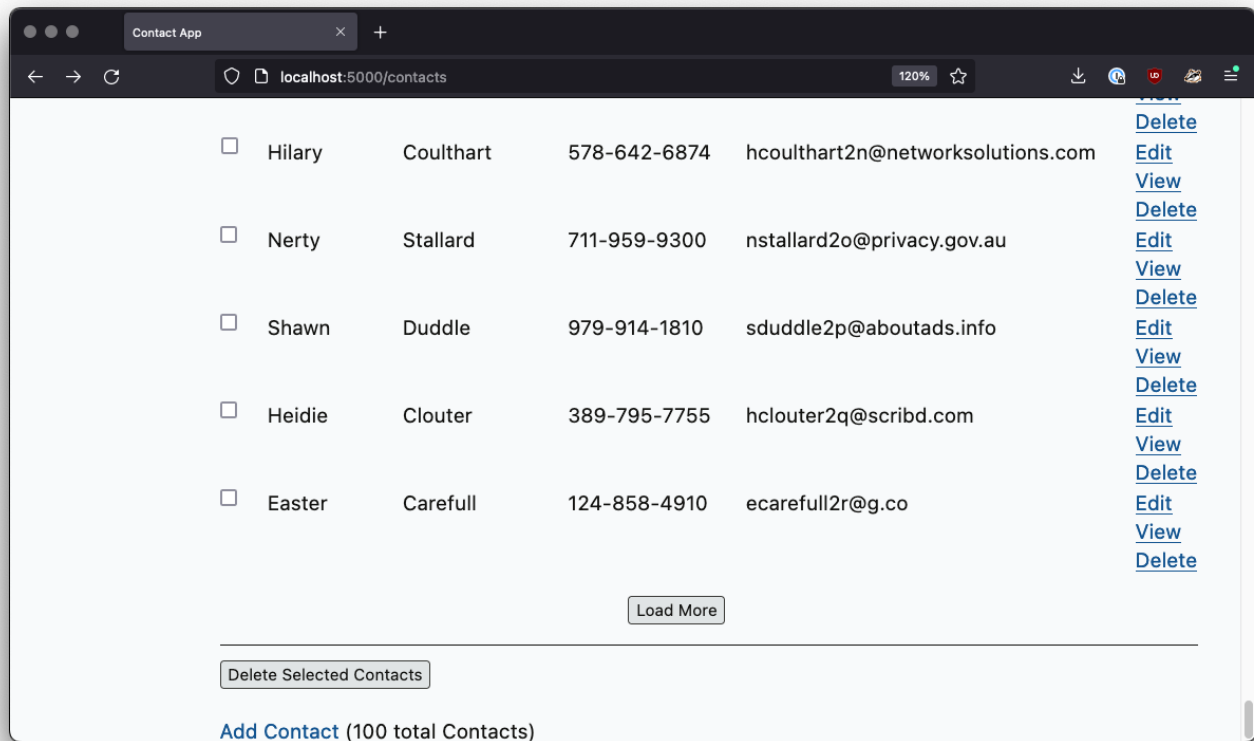 Contact App
localhost:5000/contacts 120%
Delete
Hilary Coulthart 578-642-6874 hcoulthart2n@networksolutions.com Edit
View
Delete
Nerty Stallard 711-959-9300 nstallard2o@privacy.gov.au Edit
View
Delete
Shawn Duddle 979-914-1810 sduddle2p@aboutads.info Edit
View
Delete
Heidie Clouter 389-795-7755 hclouter2q@scribd.com Edit
View
Delete
Easter Carefull 124-858-4910 ecarefull2r@g.co Edit
View
Delete
Load More
Delete Selected Contacts
Add Contact (100 total Contacts)